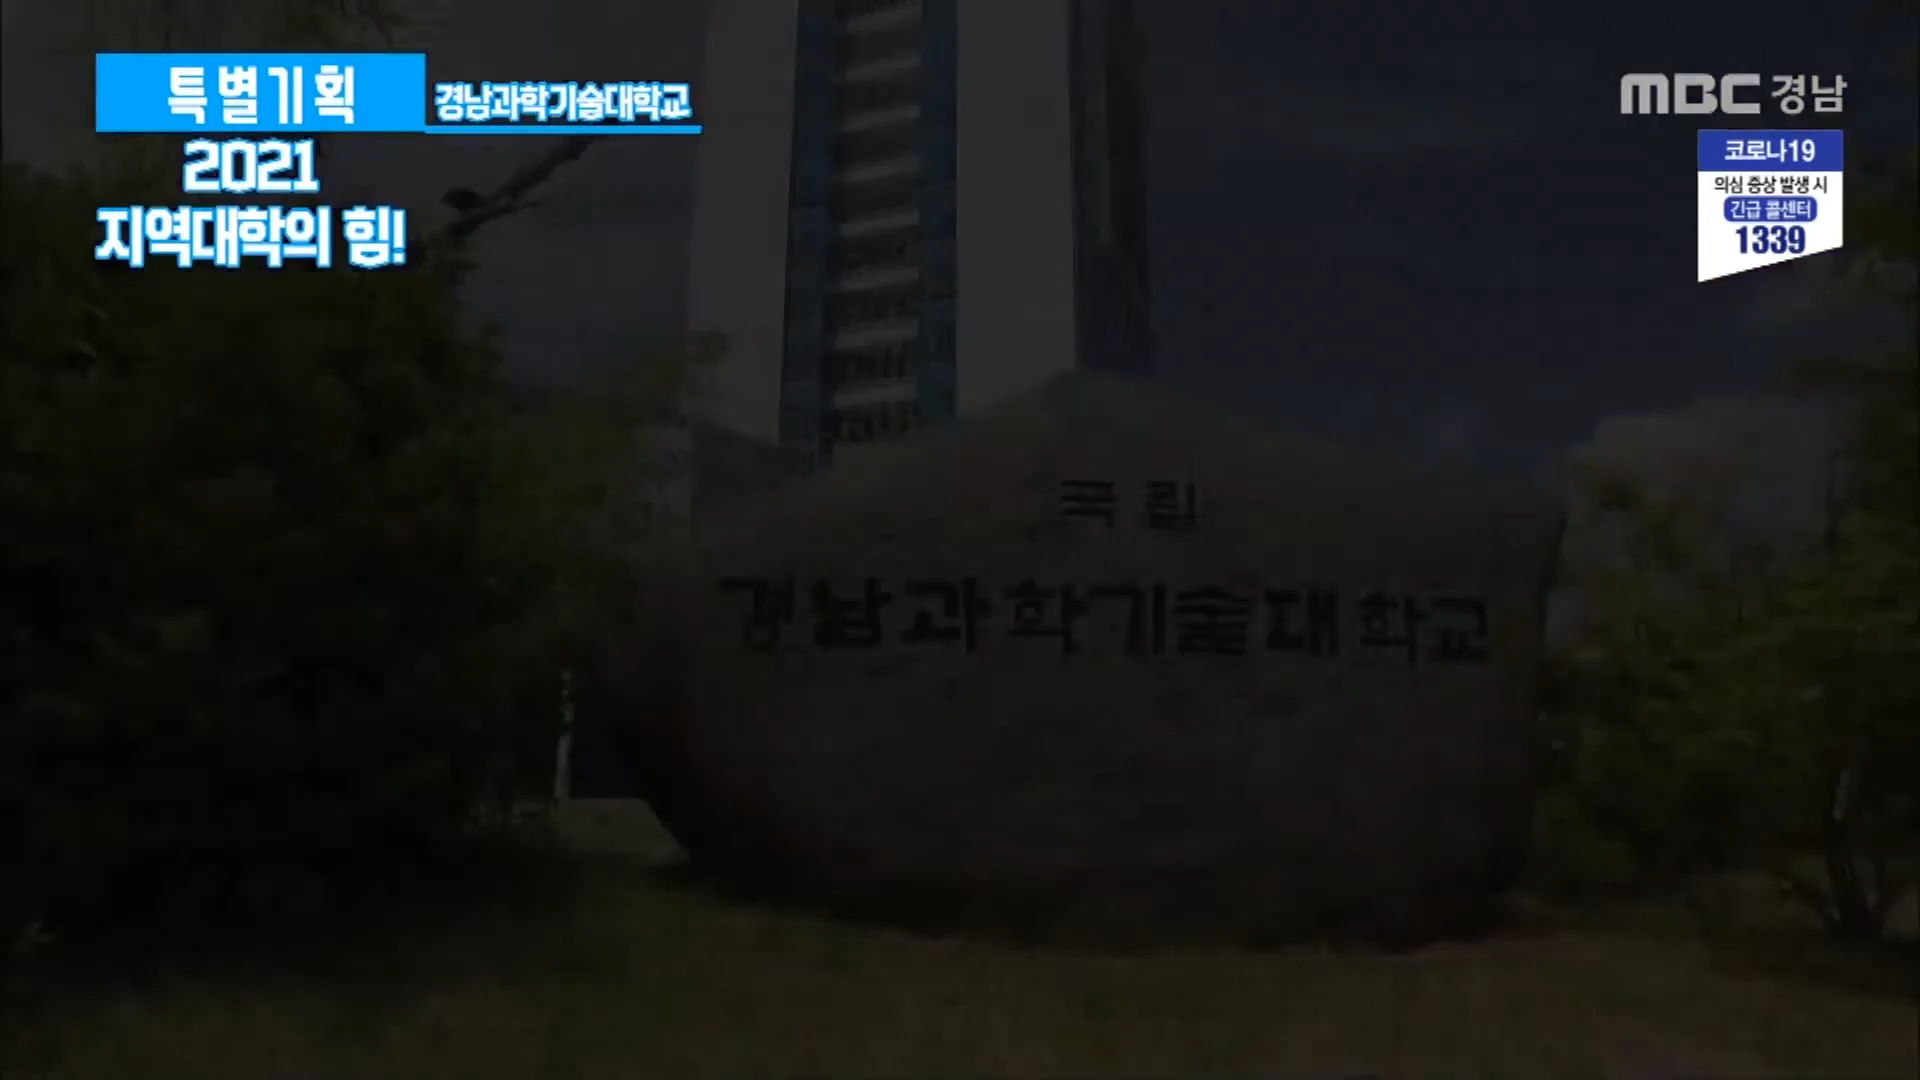 특별기획
경남과학기술대학교
2021
지역대학의 힘!
MBC 경남
코로나19
의심 증상 발생 시
긴급 콜센터
1339
국립
경남과학기술대학교